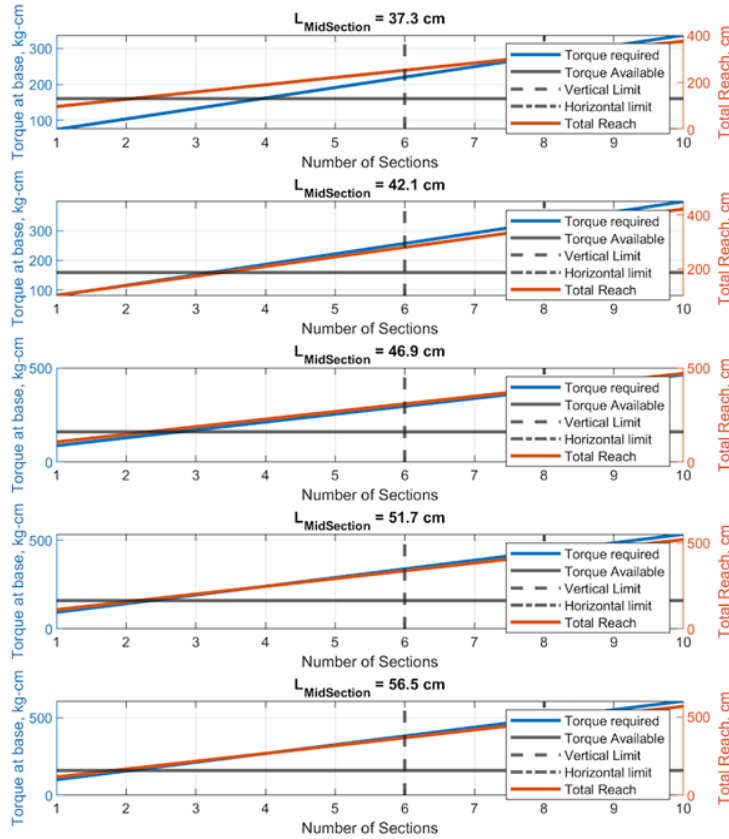 L_MidSection = 37.3 cm
Torque at base, kg-cm
300
200
100
400
200
0
Total Reach, cm
Torque required
Torque Available
Vertical Limit
Horizontal limit
Total Reach
1 2 3 4 5 6 7 8 9 10
Number of Sections
L_MidSection = 42.1 cm
Torque at base, kg-cm
300
200
100
400
200
Total Reach, cm
Torque required
Torque Available
Vertical Limit
Horizontal limit
Total Reach
1 2 3 4 5 6 7 8 9 10
Number of Sections
L_MidSection = 46.9 cm
Torque at base, kg-cm
500
0
500
0
Total Reach, cm
Torque required
Torque Available
Vertical Limit
Horizontal limit
Total Reach
1 2 3 4 5 6 7 8 9 10
Number of Sections
L_MidSection = 51.7 cm
Torque at base, kg-cm
500
0
500
0
Total Reach, cm
Torque required
Torque Available
Vertical Limit
Horizontal limit
Total Reach
1 2 3 4 5 6 7 8 9 10
Number of Sections
L_MidSection = 56.5 cm
Torque at base, kg-cm
500
0
500
0
Total Reach, cm
Torque required
Torque Available
Vertical Limit
Horizontal limit
Total Reach
1 2 3 4 5 6 7 8 9 10
Number of Sections